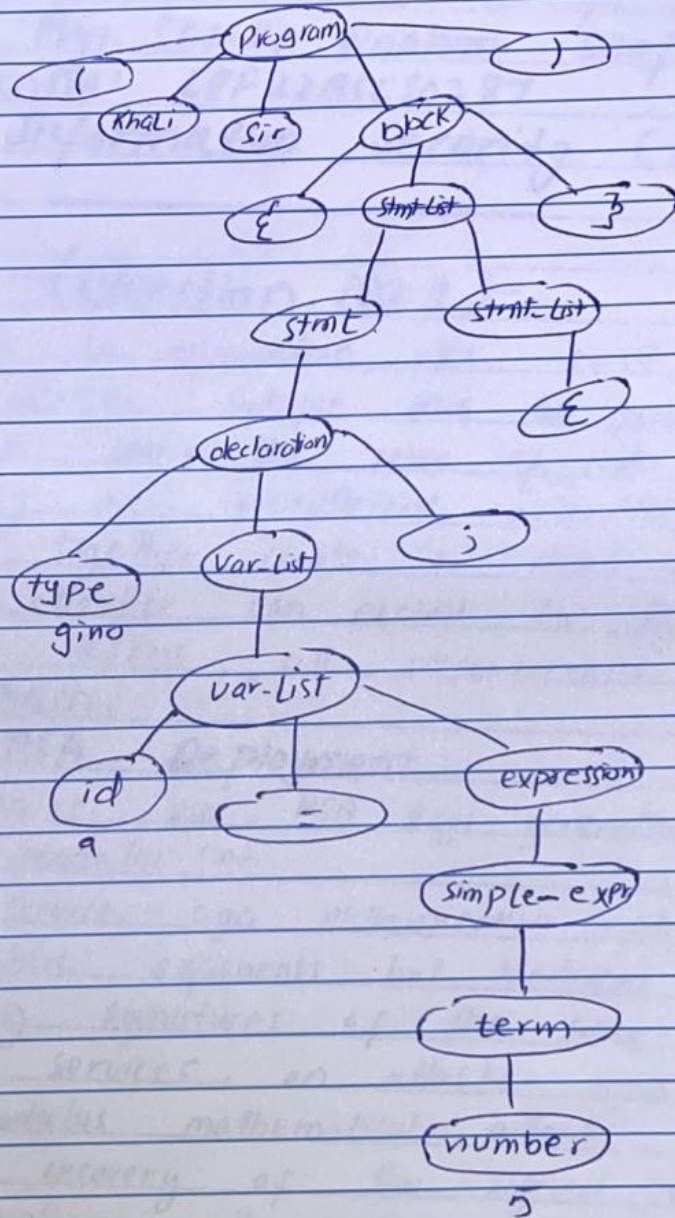 Program
(
)
Khali Sir block
{ Stmt-List }
Stmt Stmt-List
ε
declaration
type Var-List ;
gino
Var-List
id = expression
a
Simple-expr
term
number
5